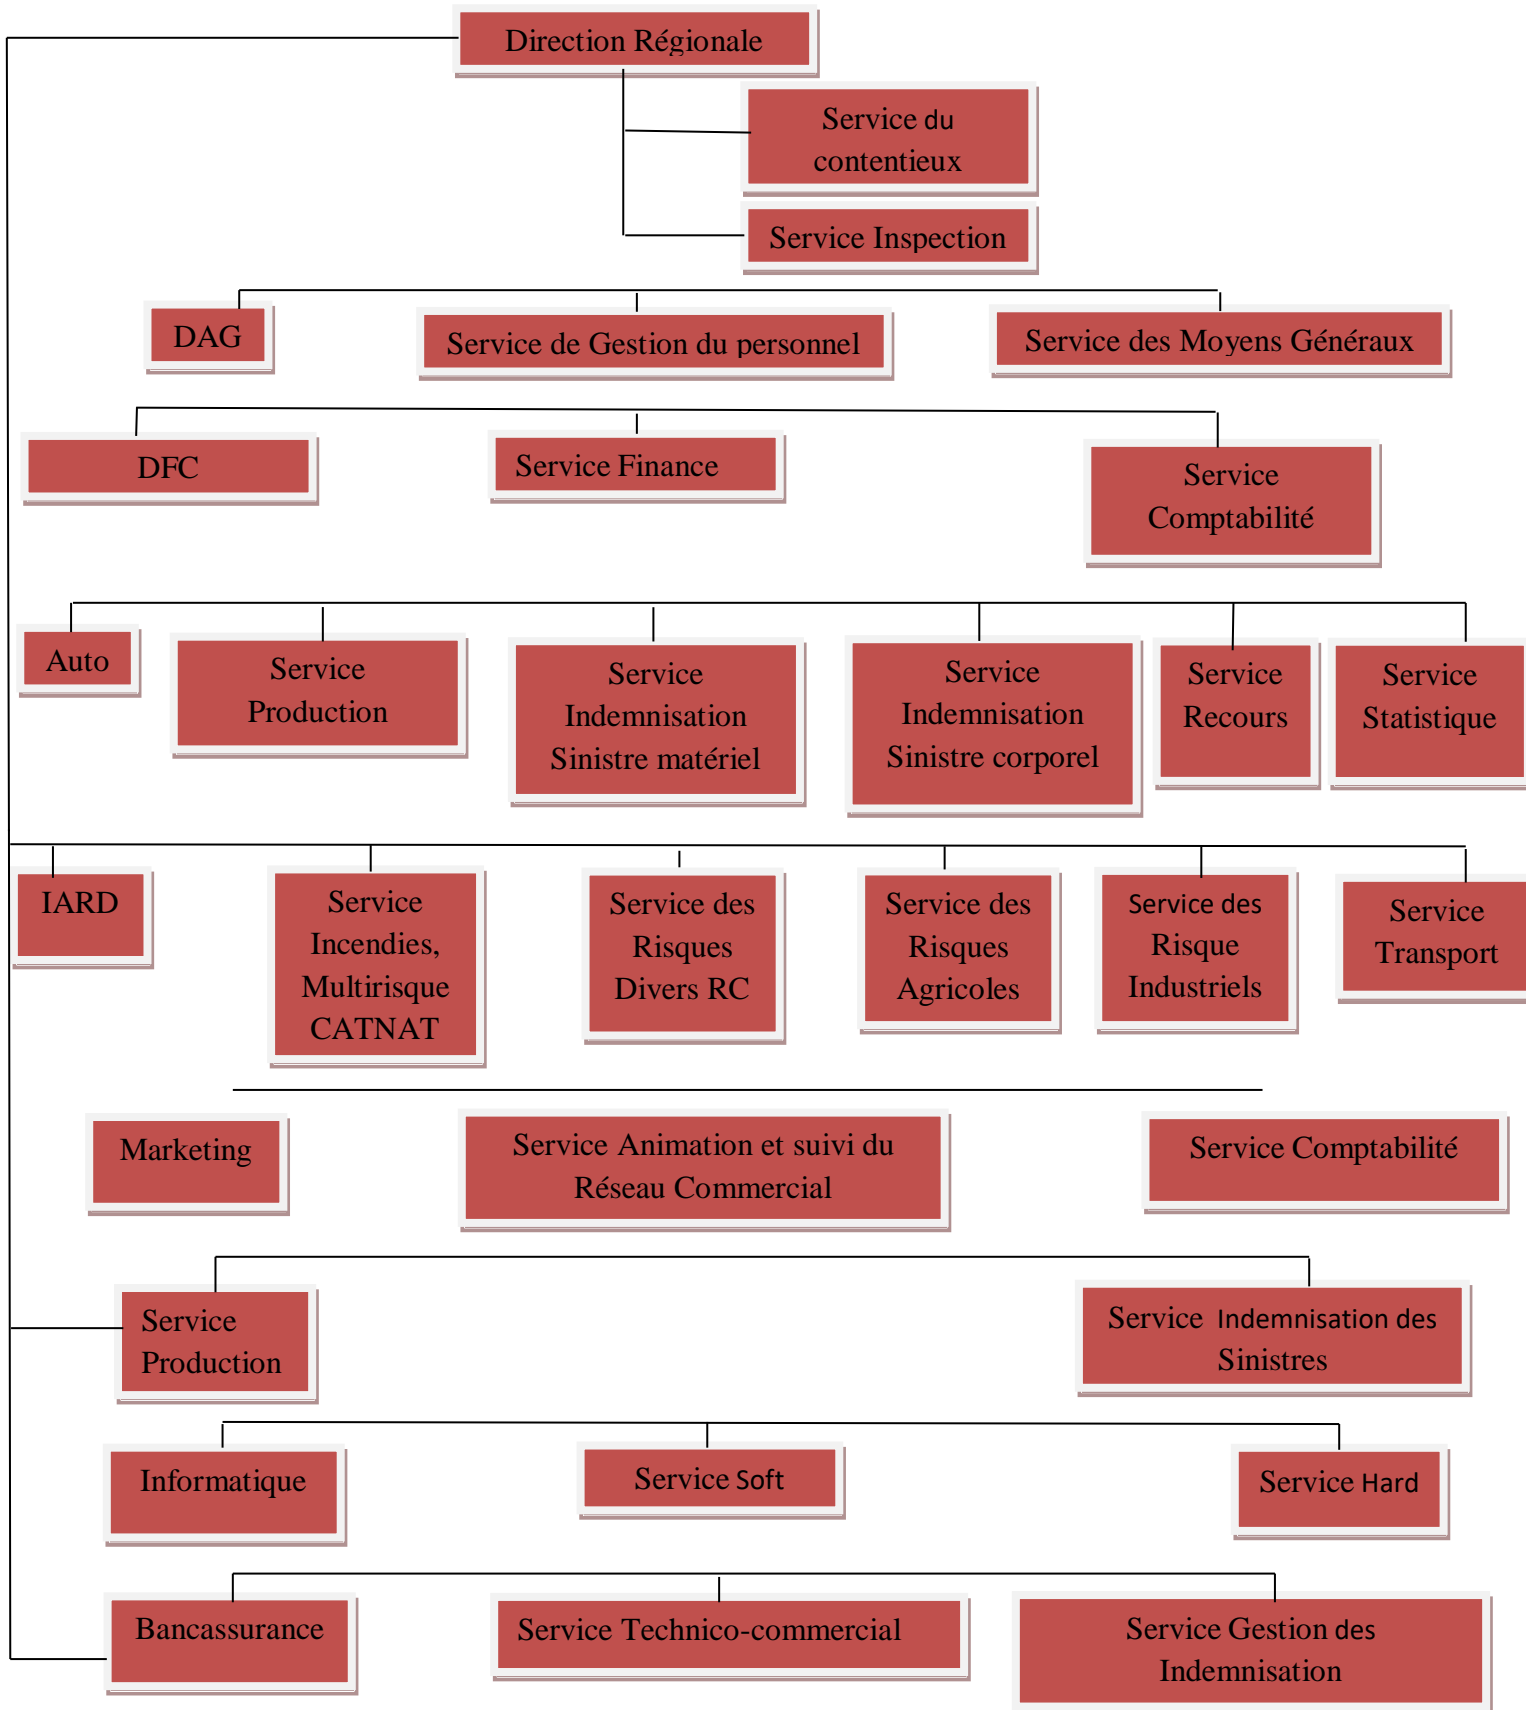 Direction Régionale
Service du
contentieux
Service Inspection
DAG
Service de Gestion du personnel
Service des Moyens Généraux
DFC
Service Finance
Service
Comptabilité
Auto
Service
Production
Service
Indemnisation
Sinistre matériel
Service
Indemnisation
Sinistre corporel
Service
Recours
Service
Statistique
IARD
Service
Incendies,
Multirisque
CATNAT
Service des
Risques
Divers RC
Service des
Risques
Agricoles
Service des
Risque
Industriels
Service
Transport
Marketing
Service Animation et suivi du
Réseau Commercial
Service Comptabilité
Service
Production
Service Indemnisation des
Sinistres
Informatique
Service Soft
Service Hard
Bancassurance
Service Technico-commercial
Service Gestion des
Indemnisation